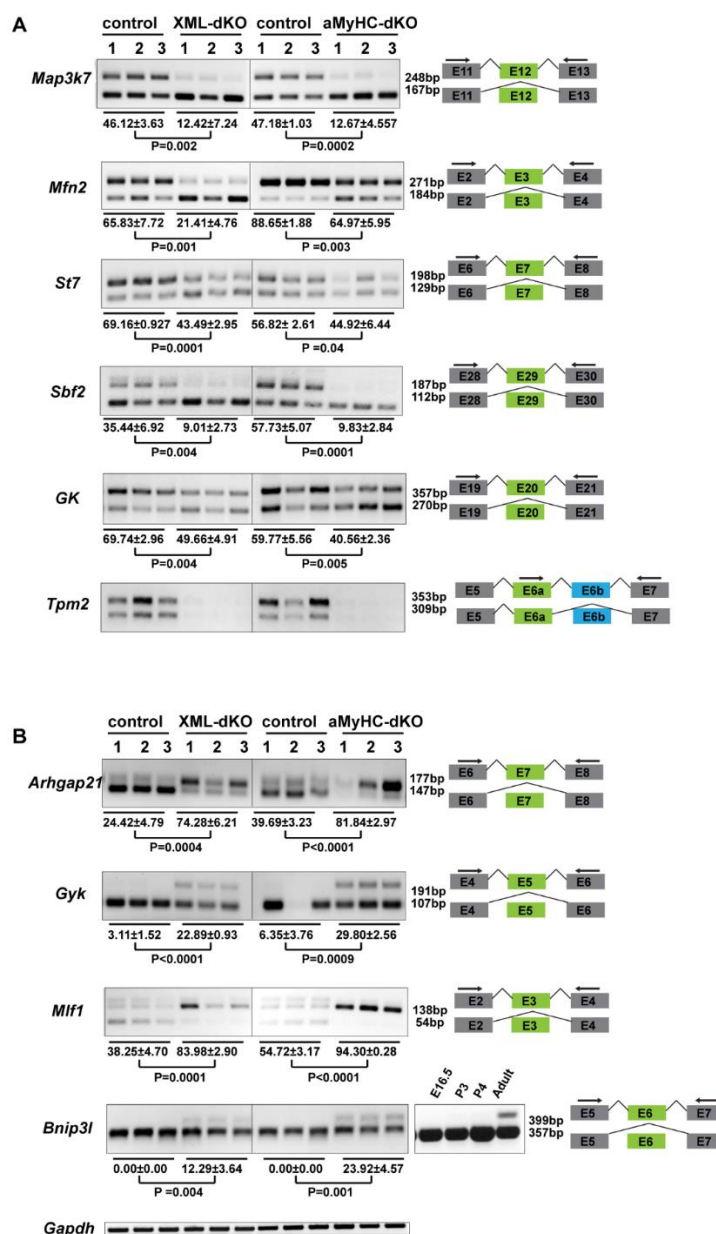 A
control XML-dKO control aMyHC-dKO
1 2 3 1 2 3 1 2 3 1 2 3
Map3k7
248bp
167bp
E11 E12 E13
E11 E12 E13
46.12±3.63 12.42±7.24 47.18±1.03 12.67±4.557
P=0.002 P=0.0002
Mfn2
271bp
184bp
E2 E3 E4
E2 E3 E4
65.83±7.72 21.41±4.76 88.65±1.88 64.97±5.95
P=0.001 P=0.003
St7
198bp
129bp
E6 E7 E8
E6 E7 E8
69.16±0.927 43.49±2.95 56.82± 2.61 44.92±6.44
P=0.0001 P =0.04
Sbf2
187bp
112bp
E28 E29 E30
E28 E29 E30
35.44±6.92 9.01±2.73 57.73±5.07 9.83±2.84
P=0.004 P=0.0001
GK
357bp
270bp
E19 E20 E21
E19 E20 E21
69.74±2.96 49.66±4.91 59.77±5.56 40.56±2.36
P=0.004 P=0.005
Tpm2
353bp
309bp
E5 E6a E6b E7
E5 E6a E6b E7
B
control XML-dKO control aMyHC-dKO
1 2 3 1 2 3 1 2 3 1 2 3
Arhgap21
177bp
147bp
E6 E7 E8
E6 E7 E8
24.42±4.79 74.28±6.21 39.69±3.23 81.84±2.97
P=0.0004 P<0.0001
Gyk
191bp
107bp
E4 E5 E6
E4 E5 E6
3.11±1.52 22.89±0.93 6.35±3.76 29.80±2.56
P<0.0001 P=0.0009
Mlf1
138bp
54bp
E2 E3 E4
E2 E3 E4
38.25±4.70 83.98±2.90 54.72±3.17 94.30±0.28
P=0.0001 P<0.0001
E16.5 P3 P4 Adult
Bnip3l
399bp
357bp
E5 E6 E7
E5 E6 E7
0.00±0.00 12.29±3.64 0.00±0.00 23.92±4.57
P =0.004 P=0.001
Gapdh